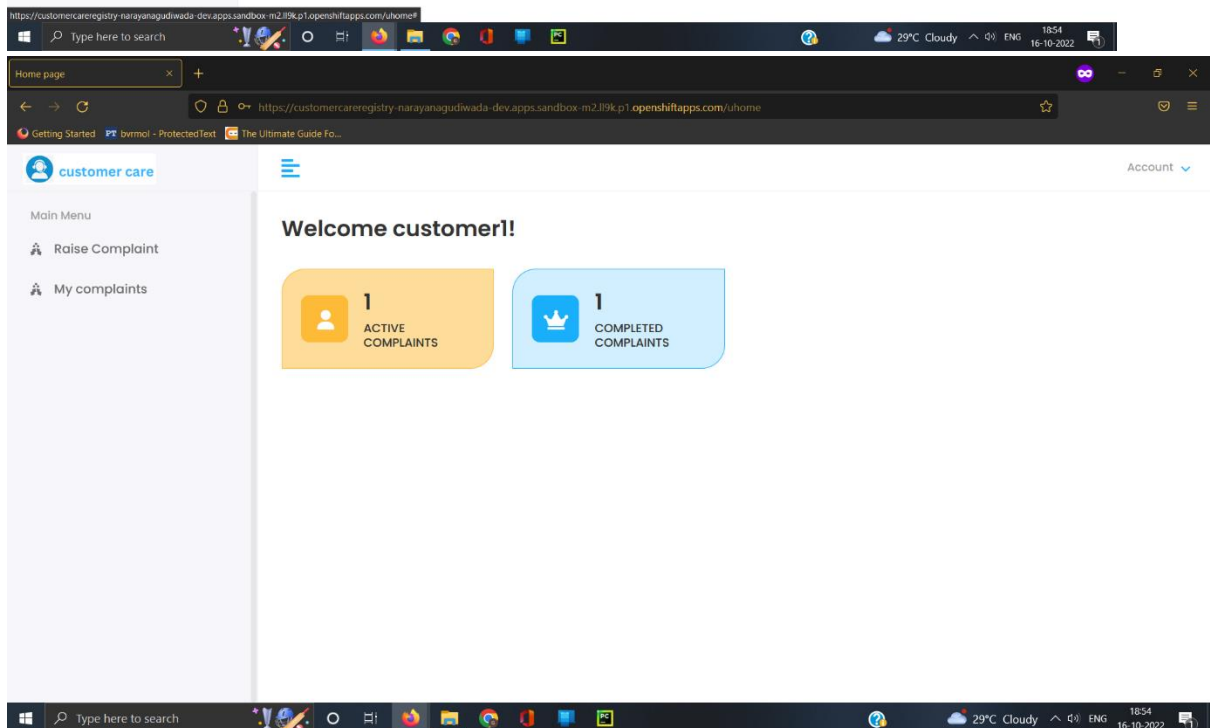 https://customercareregistry-narayanagudiwada-dev.apps.sandbox-m2.ll9k.p1.openshiftapps.com/uhome#
Type here to search 29°C Cloudy ENG 18:54
16-10-2022
Home page
https://customercareregistry-narayanagudiwada-dev.apps.sandbox-m2.ll9k.p1.openshiftapps.com/uhome
Getting Started PT bvrmol - ProtectedText The Ultimate Guide Fo...
customer care Account
Main Menu
Raise Complaint
My complaints
Welcome customer1!
1
ACTIVE
COMPLAINTS
1
COMPLETED
COMPLAINTS
Type here to search 29°C Cloudy ENG 18:54
16-10-2022